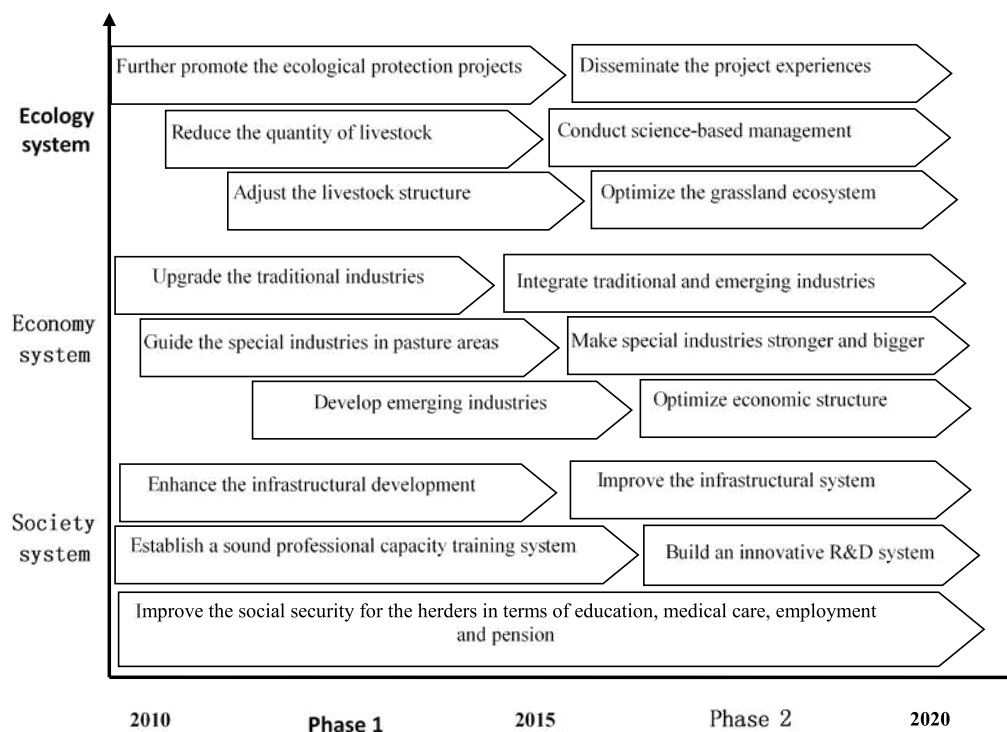 Further promote the ecological protection projects
Disseminate the project experiences
Ecology
system
Reduce the quantity of livestock
Conduct science-based management
Adjust the livestock structure
Optimize the grassland ecosystem
Upgrade the traditional industries
Integrate traditional and emerging industries
Economy
system
Guide the special industries in pasture areas
Make special industries stronger and bigger
Develop emerging industries
Optimize economic structure
Enhance the infrastructural development
Improve the infrastructural system
Society
system
Establish a sound professional capacity training system
Build an innovative R&D system
Improve the social security for the herders in terms of education, medical care, employment
and pension
2010
Phase 1
2015
Phase 2
2020